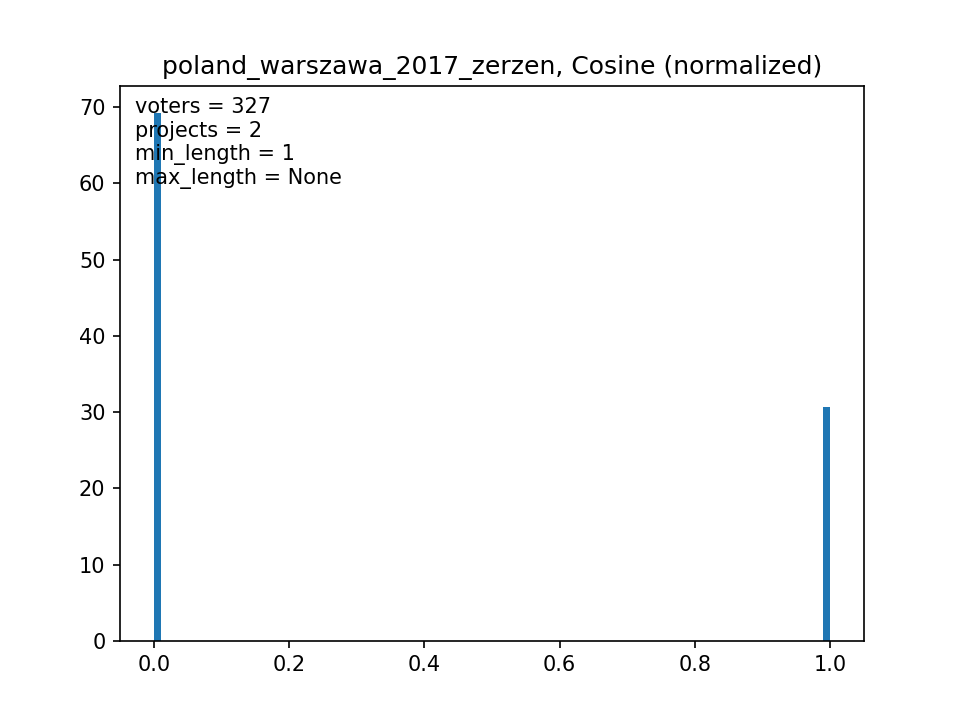 poland_warszawa_2017_zerzen, Cosine (normalized)
voters = 327
projects = 2
min_length = 1
max_length = None
70
60
50
40
30
20
10
0
0.0 0.2 0.4 0.6 0.8 1.0